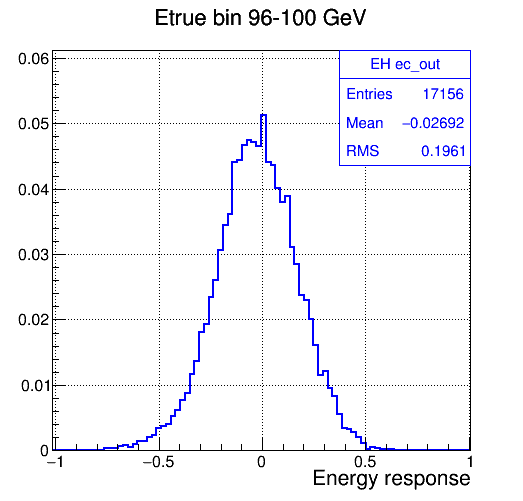 Etrue bin 96-100 GeV
EH ec_out
Entries 17156
Mean −0.02692
RMS 0.1961
0.06
0.05
0.04
0.03
0.02
0.01
0
−1 −0.5 0 0.5 1
Energy response